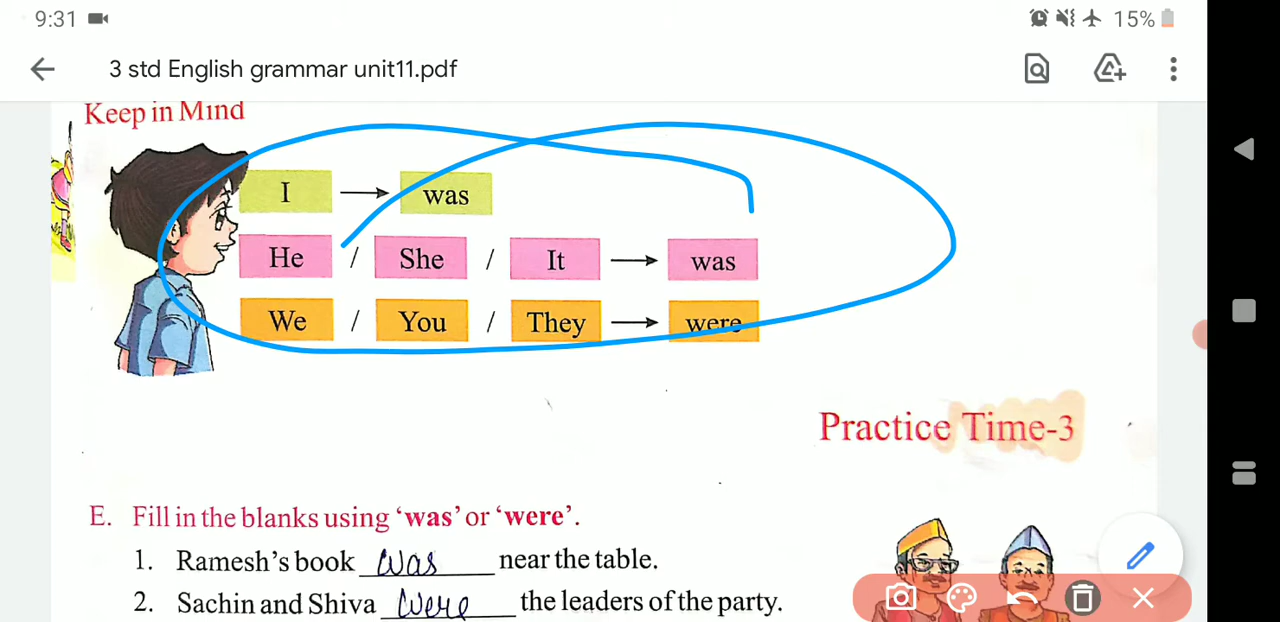 9:31 15%
3 std English grammar unit11.pdf
Keep in Mind
I → was
He / She / It → was
We / You / They → were
Practice Time-3
E. Fill in the blanks using ‘was’ or ‘were’.
1. Ramesh’s book was near the table.
2. Sachin and Shiva were the leaders of the party.